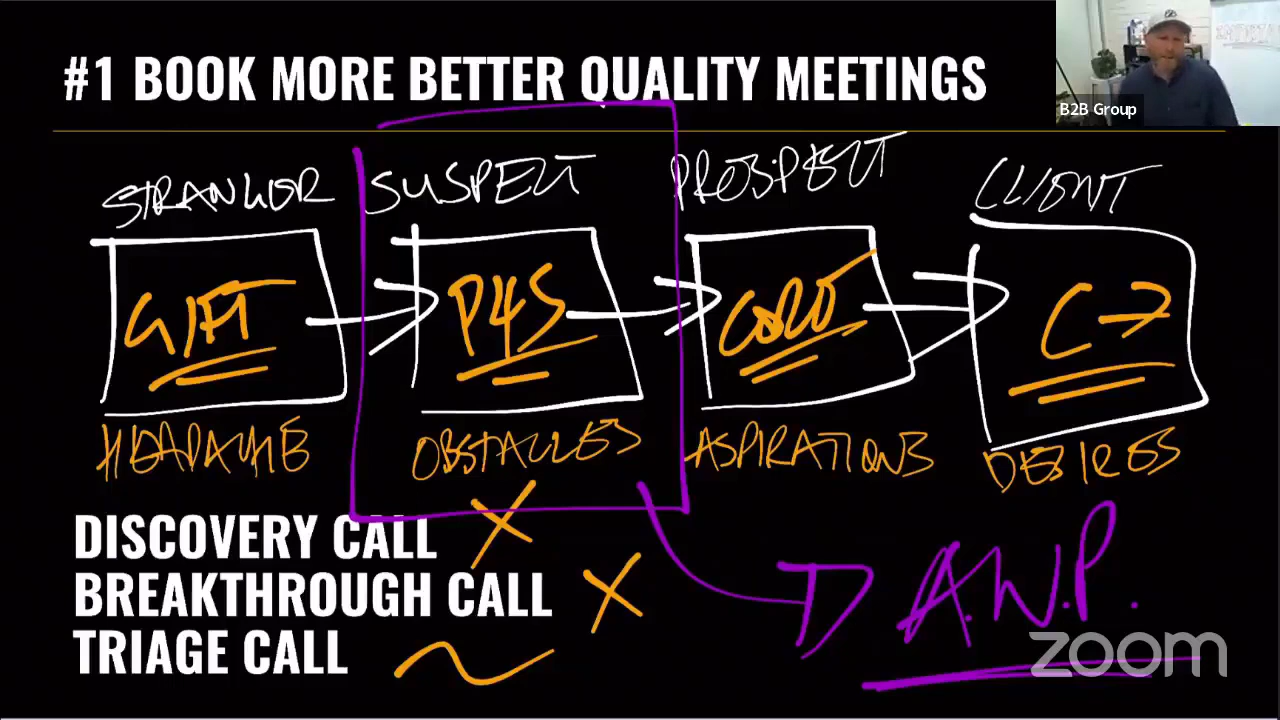 #1 BOOK MORE BETTER QUALITY MEETINGS
B2B Group
STRANGER SUSPECT PROSPECT CLIENT
GIFT P4S C→
HEADACHE OBSTACLES ASPIRATIONS DESIRES
DISCOVERY CALL X
BREAKTHROUGH CALL X
TRIAGE CALL ~
D A.W.P.
zoom